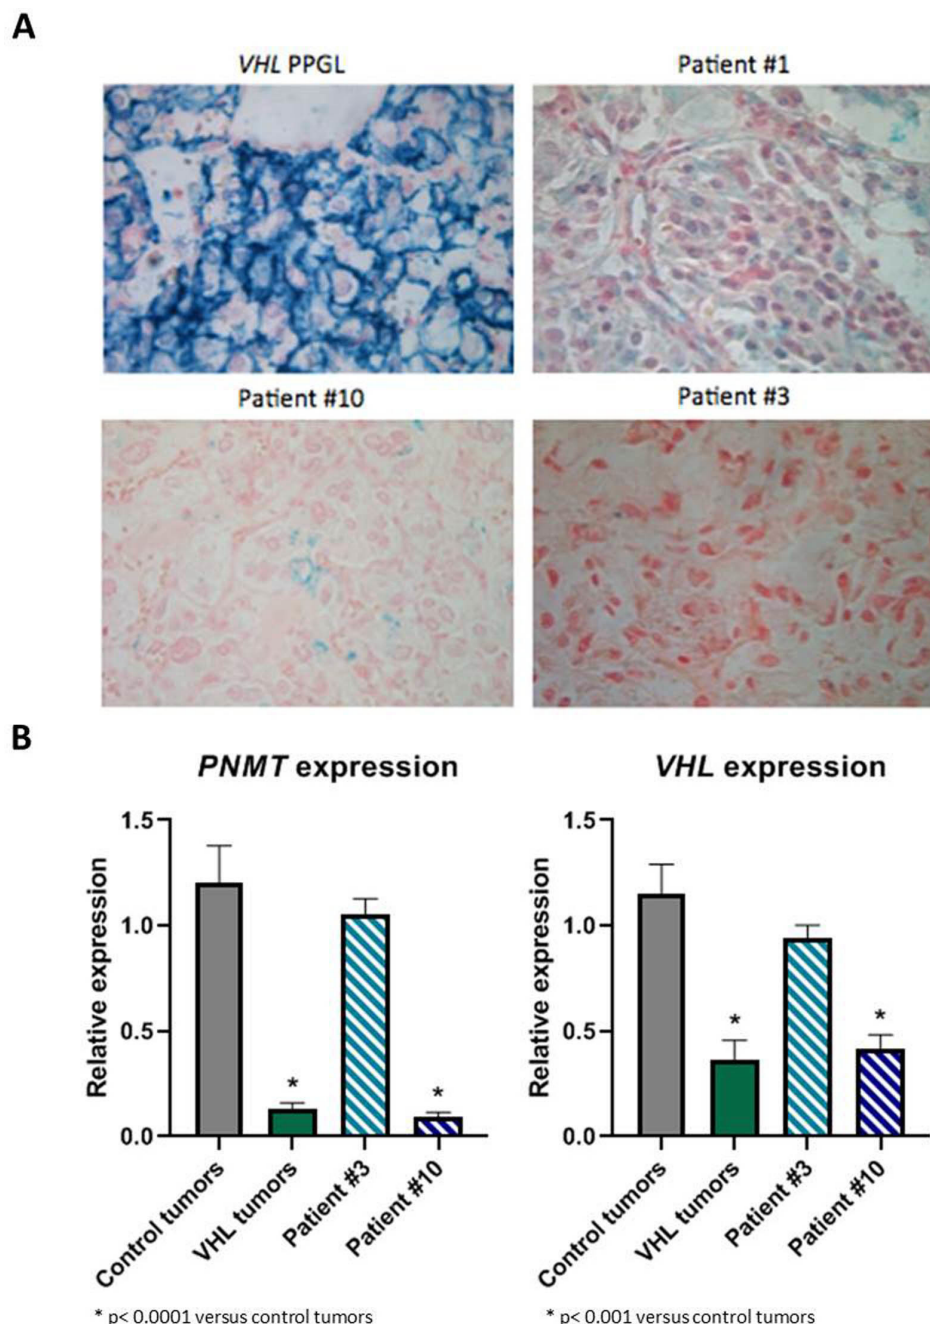 A
VHL PPGL
Patient #1
Patient #10
Patient #3
B
PNMT expression
VHL expression
Relative expression
1.5
1.0
0.5
0.0
Control tumors
VHL tumors
Patient #3
Patient #10
*
*
* p< 0.0001 versus control tumors
Relative expression
1.5
1.0
0.5
0.0
Control tumors
VHL tumors
Patient #3
Patient #10
*
*
* p< 0.001 versus control tumors